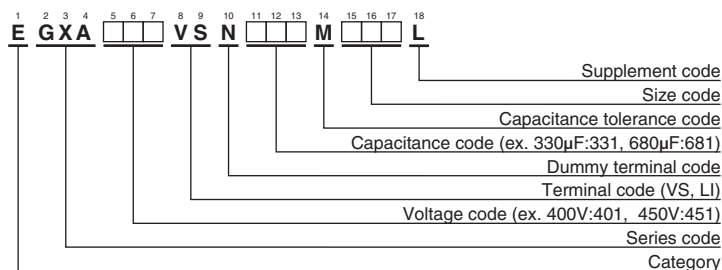 1 2 3 4 5 6 7 8 9 10 11 12 13 14 15 16 17 18
E GXA VS N M L
Supplement code
Size code
Capacitance tolerance code
Capacitance code (ex. 330µF:331, 680µF:681)
Dummy terminal code
Terminal code (VS, LI)
Voltage code (ex. 400V:401, 450V:451)
Series code
Category